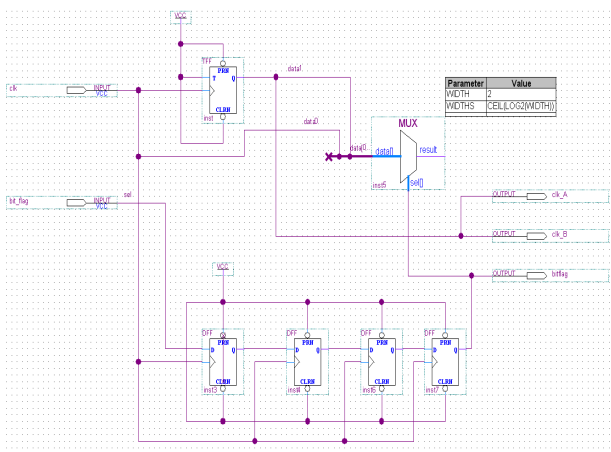 VCC
TFF
PRN
T Q
CLRN
inst
data1
data0
clk
INPUT
VCC
Parameter Value
WIDTH 2
WIDTHS CEIL(LOG2(WIDTH))
MUX
data[]
data[]
result
sel[]
inst5
sel
bit_flag
INPUT
VCC
OUTPUT clk_A
OUTPUT clk_B
OUTPUT bitflag
VCC
DFF
PRN
D Q
CLRN
inst3
DFF
PRN
D Q
CLRN
inst4
DFF
PRN
D Q
CLRN
inst6
DFF
PRN
D Q
CLRN
inst7